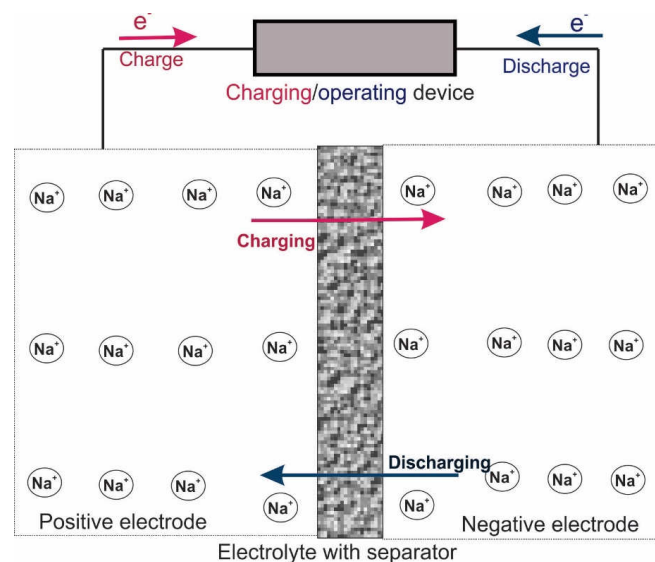 e⁻ e⁻
Charge Discharge
Charging/operating device
Na⁺ Na⁺ Na⁺ Na⁺ Na⁺ Na⁺ Na⁺ Na⁺
Charging
Na⁺ Na⁺ Na⁺ Na⁺ Na⁺ Na⁺ Na⁺ Na⁺
Discharging
Na⁺ Na⁺ Na⁺ Na⁺ Na⁺ Na⁺ Na⁺ Na⁺
Positive electrode Negative electrode
Electrolyte with separator